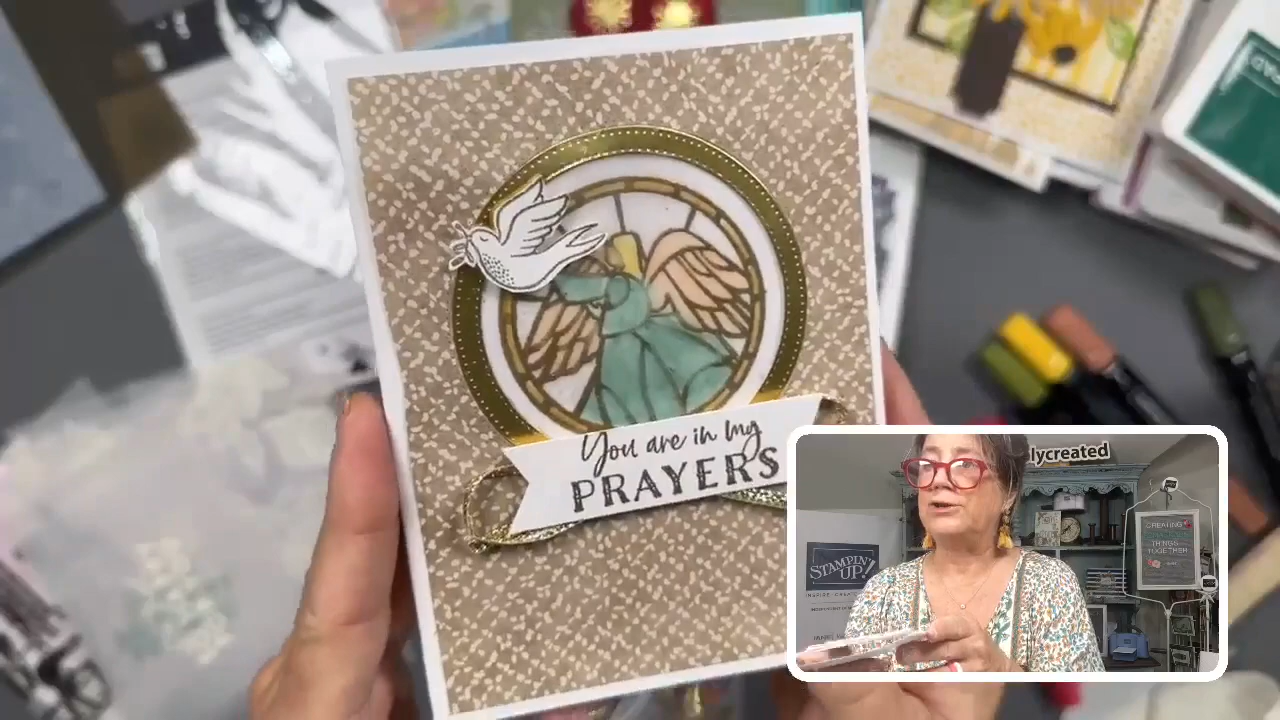 You are in my
PRAYERS
lycreated
STAMPIN' UP!
CREATING
THINGS
TOGETHER